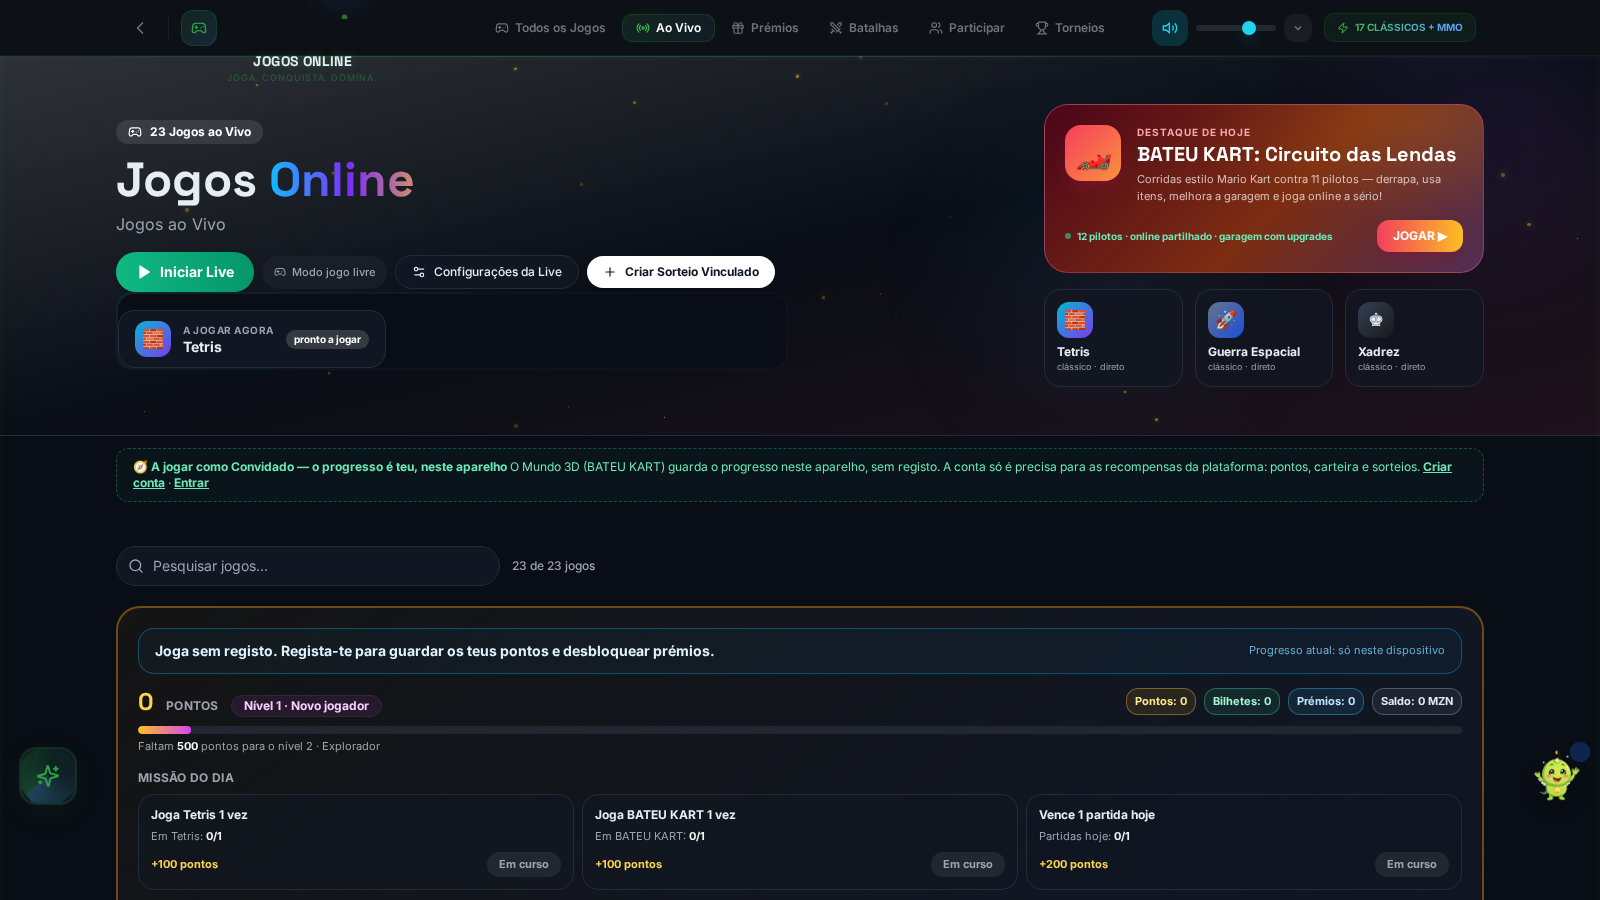 Todos os Jogos
Ao Vivo
Prémios
Batalhas
Participar
Torneios
17 CLÁSSICOS + MMO
JOGOS ONLINE
JOGA. CONQUISTA. DOMINA.
23 Jogos ao Vivo
Jogos Online
Jogos ao Vivo
Iniciar Live
Modo jogo livre
Configurações da Live
Criar Sorteio Vinculado
A JOGAR AGORA
Tetris
pronto a jogar
DESTAQUE DE HOJE
BATEU KART: Circuito das Lendas
Corridas estilo Mario Kart contra 11 pilotos — derrapa, usa
itens, melhora a garagem e joga online a sério!
12 pilotos · online partilhado · garagem com upgrades
JOGAR ▶
Tetris
clássico · direto
Guerra Espacial
clássico · direto
Xadrez
clássico · direto
🧭 A jogar como Convidado — o progresso é teu, neste aparelho O Mundo 3D (BATEU KART) guarda o progresso neste aparelho, sem registo. A conta só é precisa para as recompensas da plataforma: pontos, carteira e sorteios. Criar
conta · Entrar
Pesquisar jogos...
23 de 23 jogos
Joga sem registo. Regista-te para guardar os teus pontos e desbloquear prémios.
Progresso atual: só neste dispositivo
0 PONTOS
Nível 1 · Novo jogador
Pontos: 0
Bilhetes: 0
Prémios: 0
Saldo: 0 MZN
Faltam 500 pontos para o nível 2 · Explorador
MISSÃO DO DIA
Joga Tetris 1 vez
Em Tetris: 0/1
+100 pontos
Em curso
Joga BATEU KART 1 vez
Em BATEU KART: 0/1
+100 pontos
Em curso
Vence 1 partida hoje
Partidas hoje: 0/1
+200 pontos
Em curso